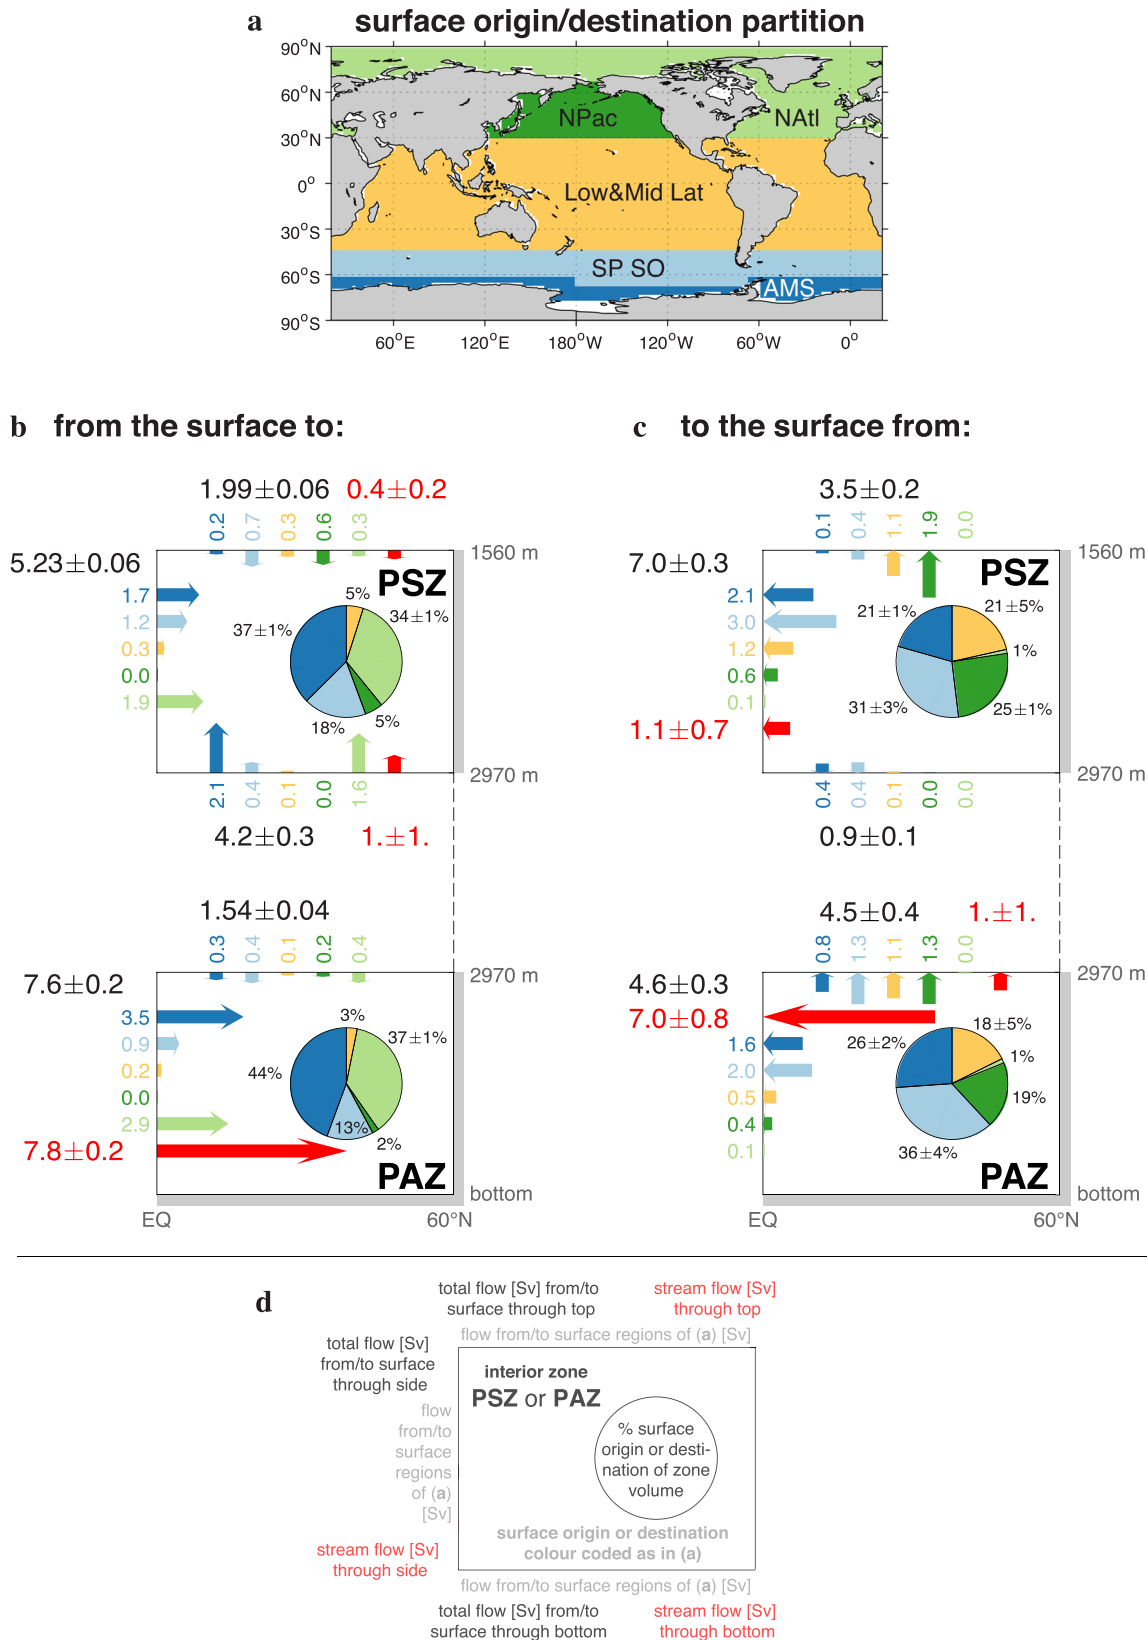 a surface origin/destination partition
90°N
60°N
30°N
0°
30°S
60°S
90°S
NPac
NAtl
Low&Mid Lat
SP SO
AMS
60°E 120°E 180°W 120°W 60°W 0°
b from the surface to:
1.99±0.06 0.4±0.2
0.2 0.7 0.3 0.6 0.3
5.23±0.06
1560 m
PSZ
1.7
1.2
0.3
0.0
1.9
5%
34±1%
37±1%
18%
5%
2970 m
2.1 0.4 0.1 0.0 1.6
4.2±0.3 1.±1.
1.54±0.04
0.3 0.4 0.1 0.2 0.4
7.6±0.2
2970 m
3.5
0.9
0.2
0.0
2.9
7.8±0.2
3%
37±1%
44%
13%
2%
PAZ
bottom
EQ 60°N
c to the surface from:
3.5±0.2
0.1 0.4 1.1 1.9 0.0
7.0±0.3
1560 m
PSZ
2.1
3.0
1.2
0.6
0.1
1.1±0.7
21±1%
21±5%
1%
31±3%
25±1%
2970 m
0.4 0.4 0.1 0.0 0.0
0.9±0.1
4.5±0.4 1.±1.
0.8 1.3 1.1 1.3 0.0
4.6±0.3
2970 m
7.0±0.8
1.6
2.0
0.5
0.4
0.1
18±5%
26±2%
1%
19%
36±4%
PAZ
bottom
EQ 60°N
d
total flow [Sv] from/to
surface through top
stream flow [Sv]
through top
flow from/to surface regions of (a) [Sv]
total flow [Sv]
from/to surface
through side
interior zone
PSZ or PAZ
flow
from/to
surface
regions
of (a)
[Sv]
% surface
origin or desti-
nation of zone
volume
surface origin or destination
colour coded as in (a)
stream flow [Sv]
through side
flow from/to surface regions of (a) [Sv]
total flow [Sv] from/to
surface through bottom
stream flow [Sv]
through bottom